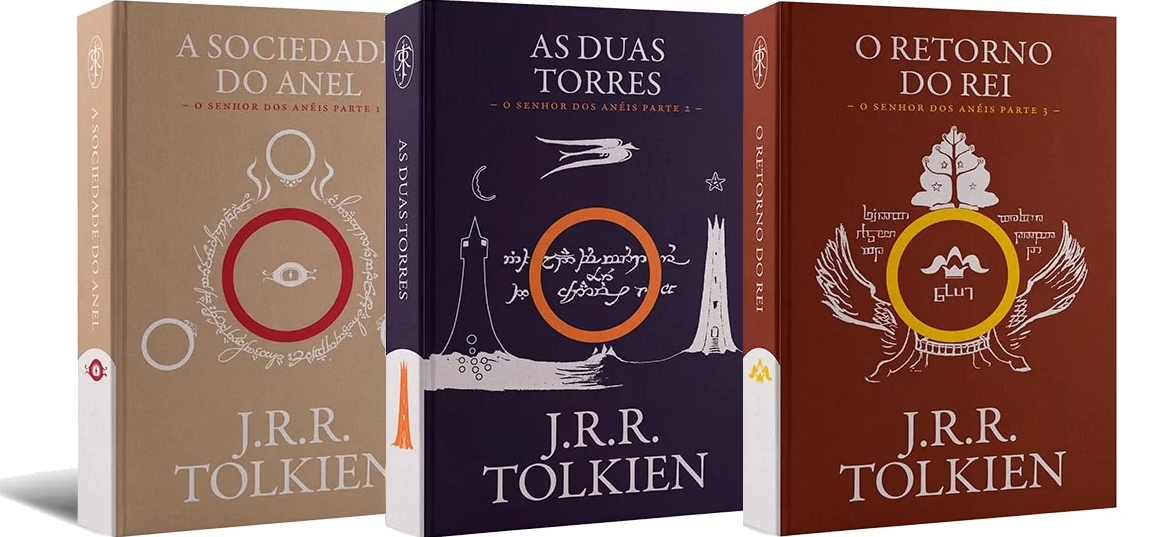 A SOCIEDADE
DO ANEL
– O SENHOR DOS ANÉIS PARTE 1
J.R.R.
TOLKIEN
A SOCIEDADE DO ANEL
AS DUAS
TORRES
– O SENHOR DOS ANÉIS PARTE 2 –
J.R.R.
TOLKIEN
AS DUAS TORRES
O RETORNO
DO REI
– O SENHOR DOS ANÉIS PARTE 3 –
J.R.R.
TOLKIEN
O RETORNO DO REI